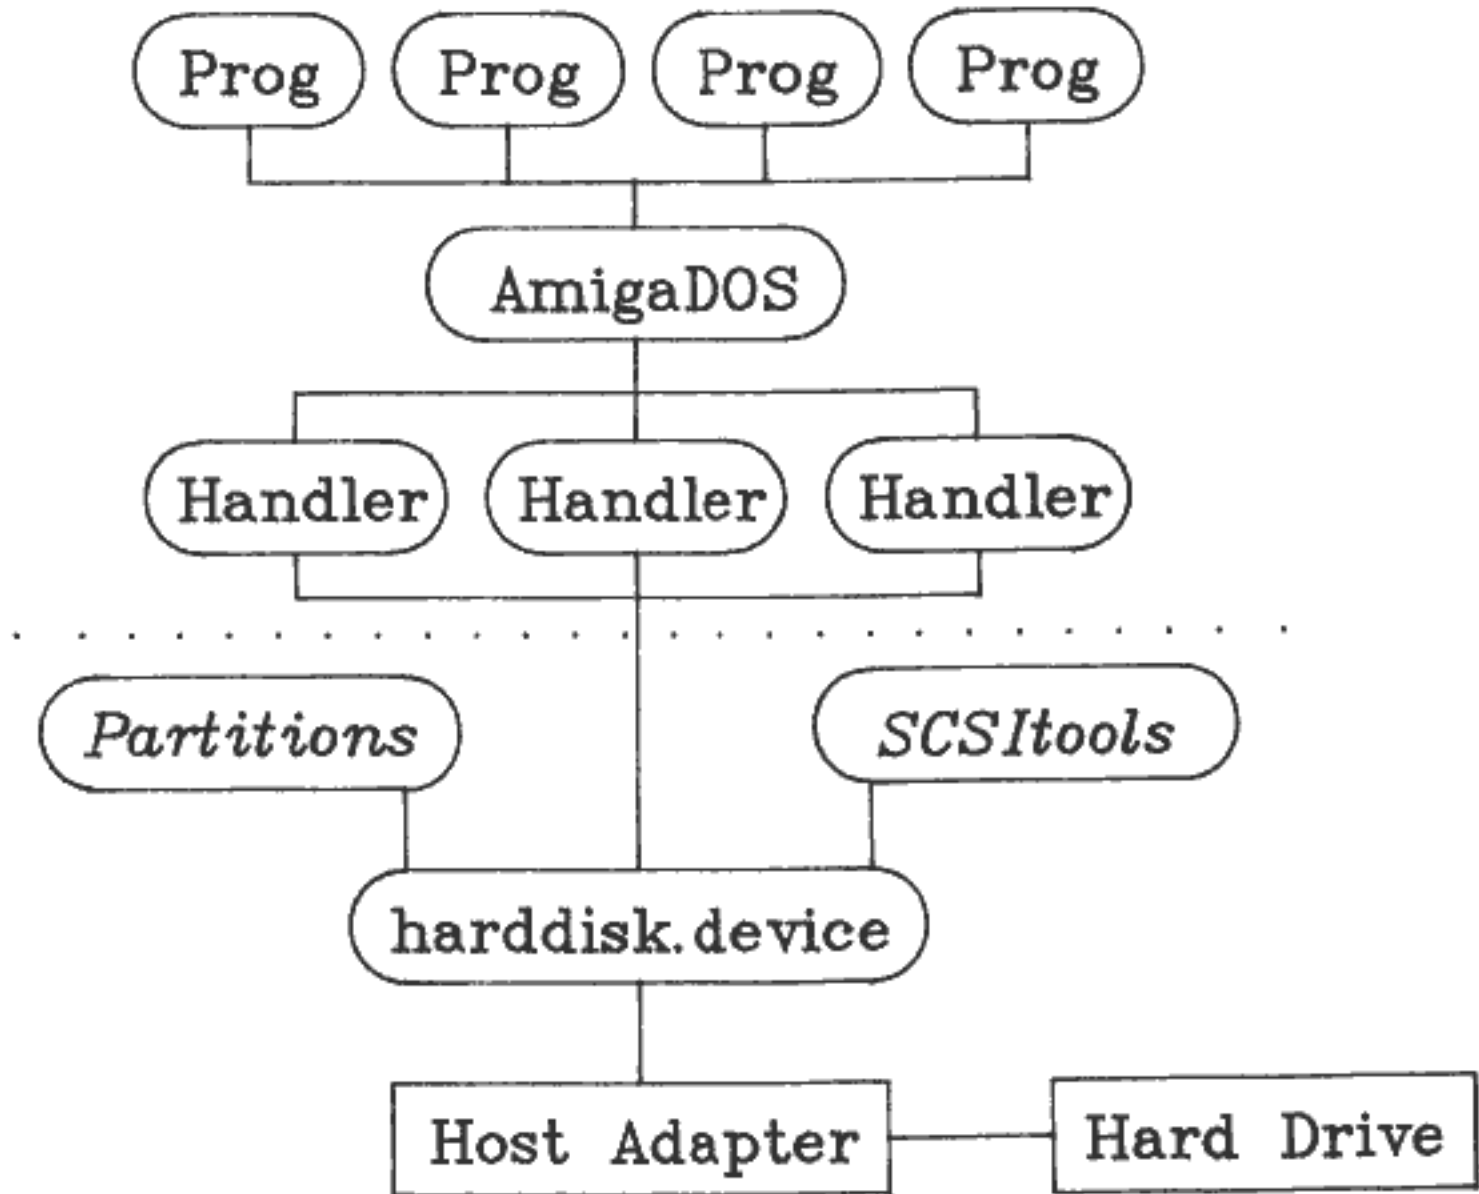 Prog Prog Prog Prog
AmigaDOS
Handler Handler Handler
Partitions SCSItools
harddisk.device
Host Adapter Hard Drive